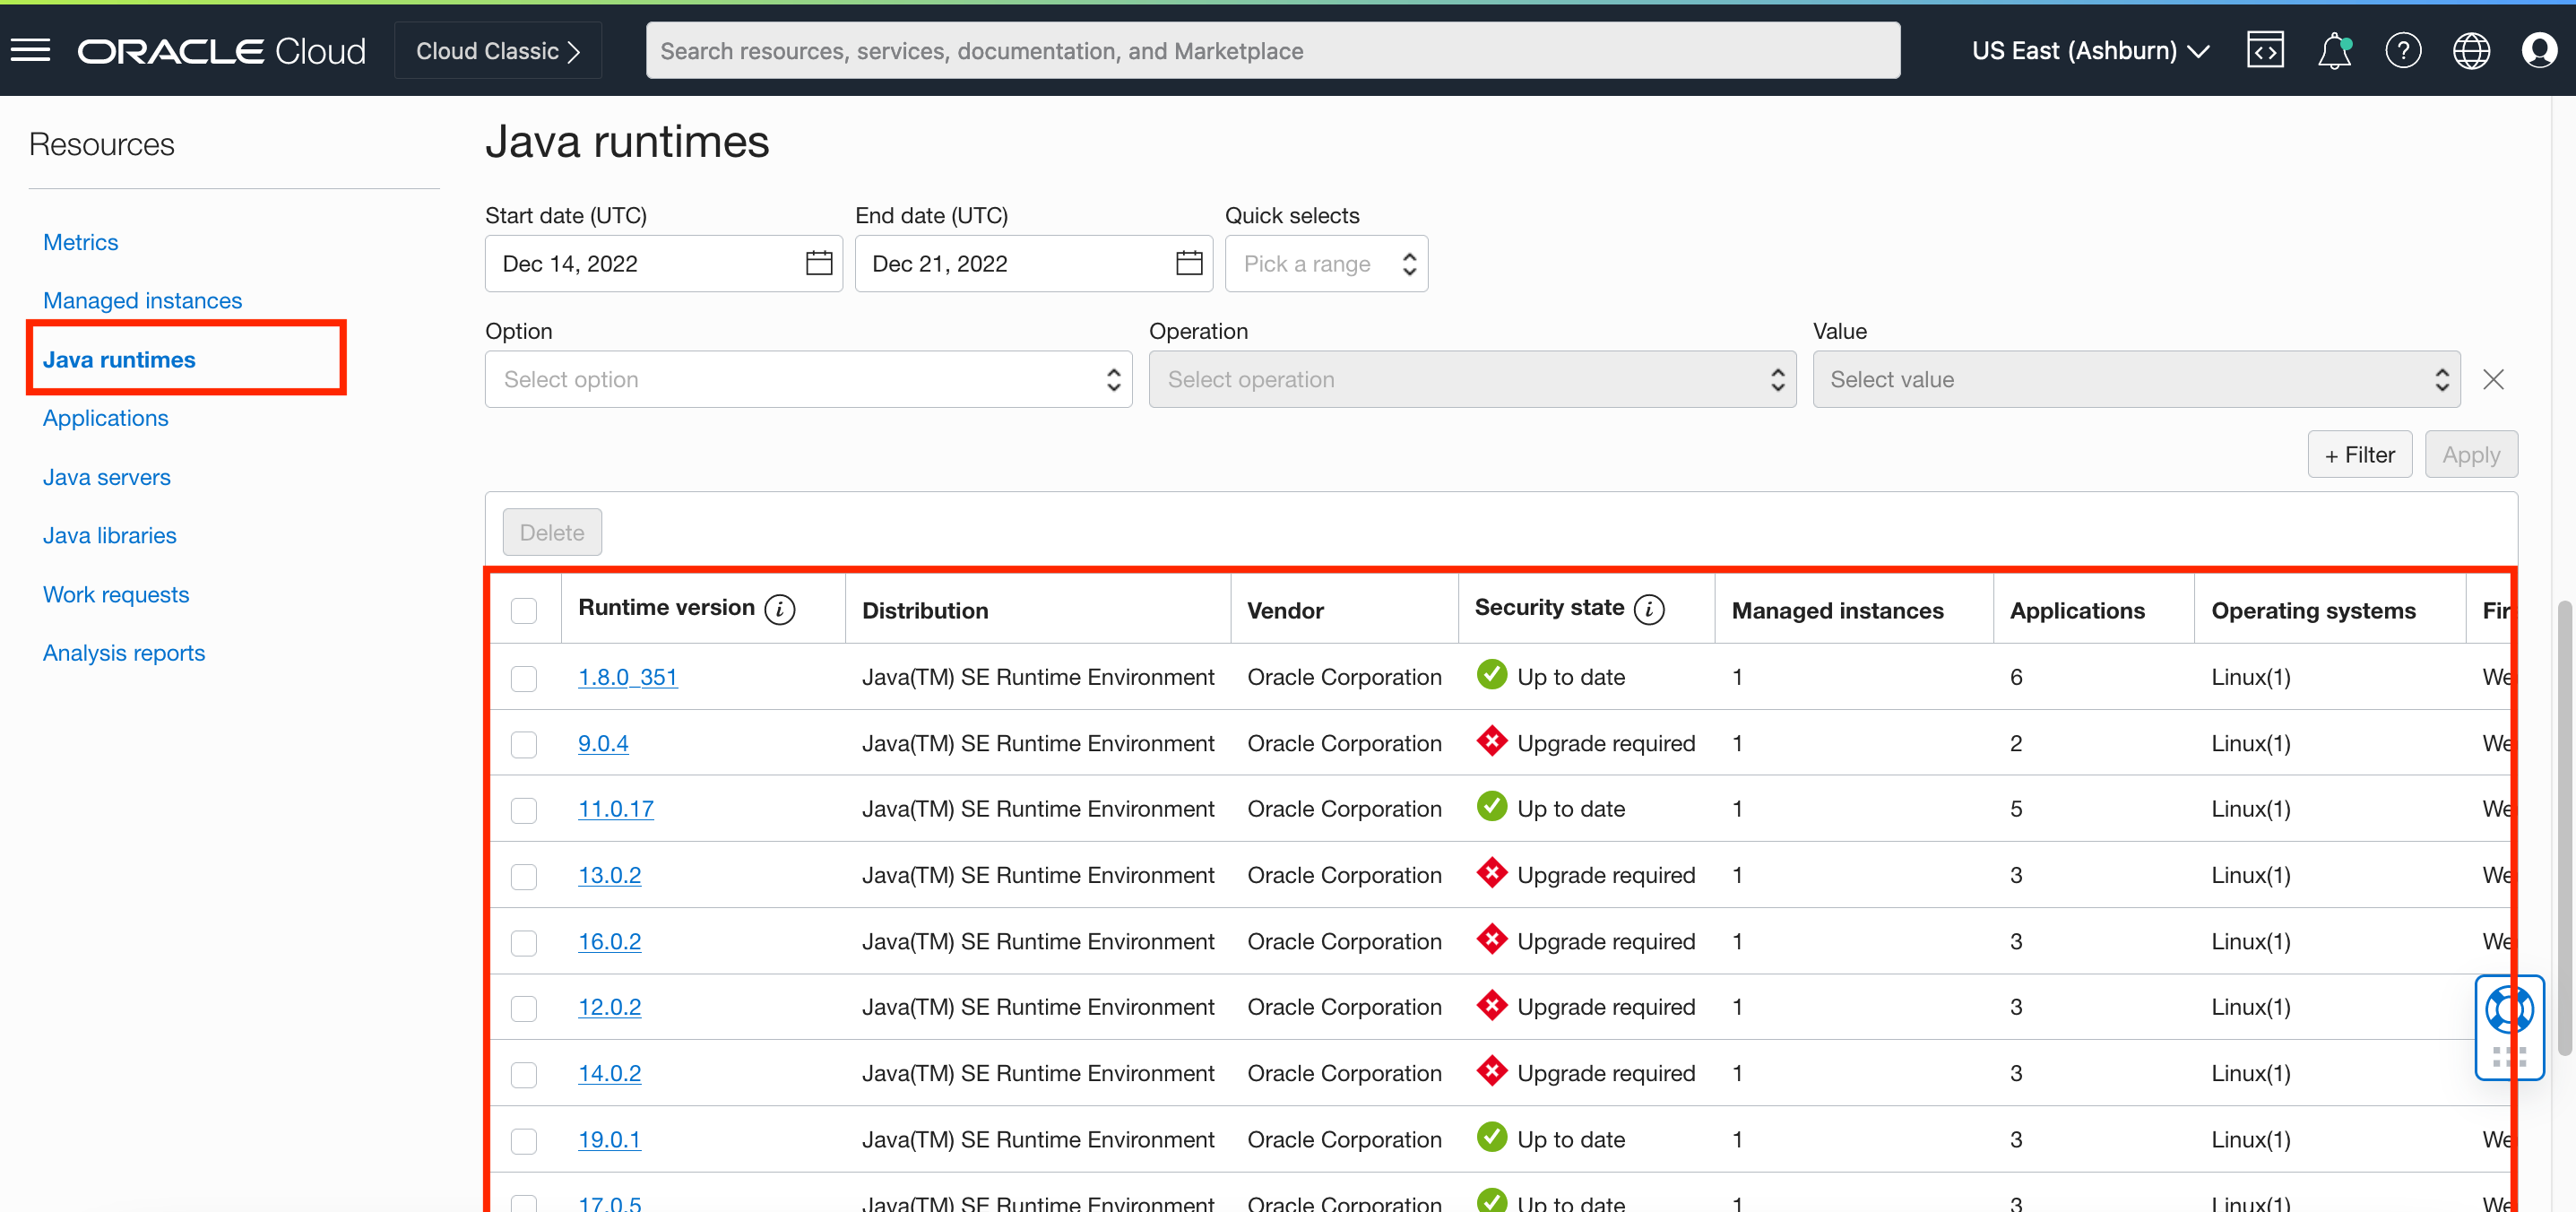 ORACLE Cloud
Cloud Classic
Search resources, services, documentation, and Marketplace
US East (Ashburn)
Resources
Metrics
Managed instances
Java runtimes
Applications
Java servers
Java libraries
Work requests
Analysis reports
Java runtimes
Start date (UTC) End date (UTC) Quick selects
Dec 14, 2022 Dec 21, 2022 Pick a range
Option Operation Value
Select option Select operation Select value
+ Filter Apply
Delete
Runtime version Distribution Vendor Security state Managed instances Applications Operating systems Fir
1.8.0_351 Java(TM) SE Runtime Environment Oracle Corporation Up to date 1 6 Linux(1) We
9.0.4 Java(TM) SE Runtime Environment Oracle Corporation Upgrade required 1 2 Linux(1) We
11.0.17 Java(TM) SE Runtime Environment Oracle Corporation Up to date 1 5 Linux(1) We
13.0.2 Java(TM) SE Runtime Environment Oracle Corporation Upgrade required 1 3 Linux(1) We
16.0.2 Java(TM) SE Runtime Environment Oracle Corporation Upgrade required 1 3 Linux(1) We
12.0.2 Java(TM) SE Runtime Environment Oracle Corporation Upgrade required 1 3 Linux(1)
14.0.2 Java(TM) SE Runtime Environment Oracle Corporation Upgrade required 1 3 Linux(1)
19.0.1 Java(TM) SE Runtime Environment Oracle Corporation Up to date 1 3 Linux(1) We
17.0.5 Java(TM) SE Runtime Environment Oracle Corporation Up to date 1 3 Linux(1) We